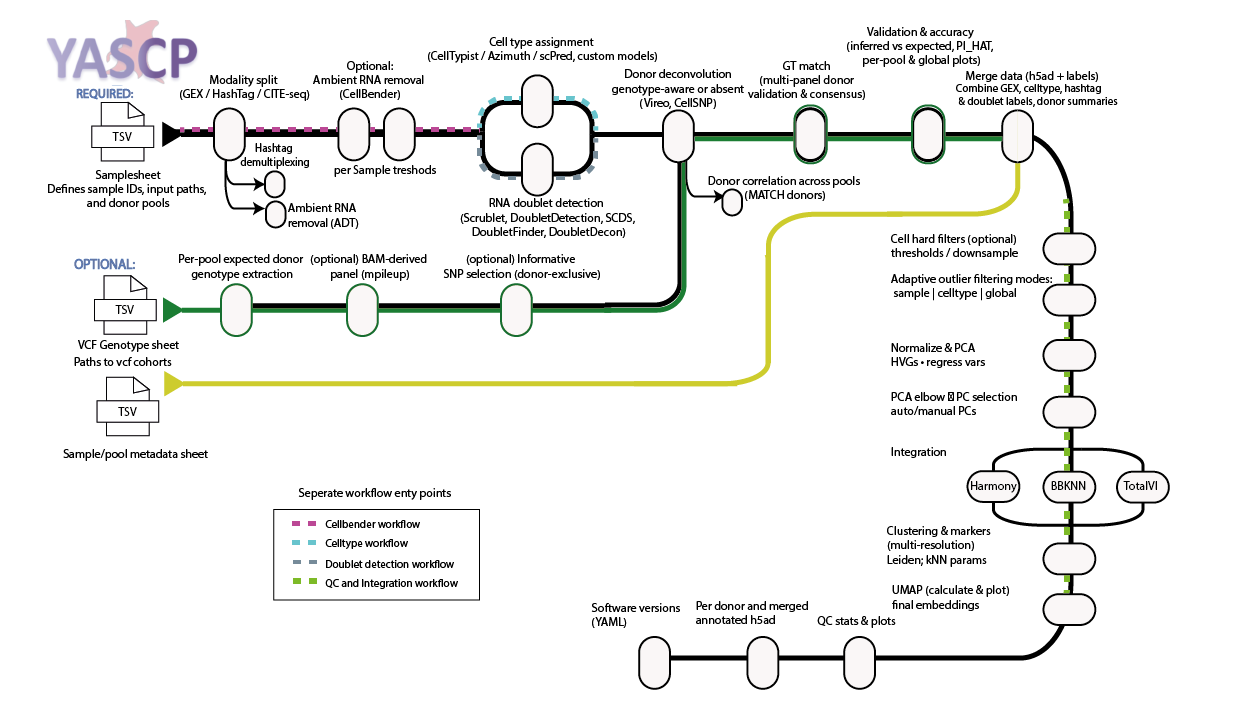 YASCP
REQUIRED:
TSV
Samplesheet
Defines sample IDs, input paths,
and donor pools
Modality split
(GEX / HashTag / CITE-seq)
Hashtag
demultiplexing
Ambient RNA
removal (ADT)
Optional:
Ambient RNA removal
(CellBender)
per Sample treshods
Cell type assignment
(CellTypist / Azimuth / scPred, custom models)
RNA doublet detection
(Scrublet, DoubletDetection, SCDS,
DoubletFinder, DoubletDecon)
Donor deconvolution
genotype-aware or absent
(Vireo, CellSNP)
Donor correlation across pools
(MATCH donors)
GT match
(multi-panel donor
validation & consensus)
Validation & accuracy
(inferred vs expected, PI_HAT,
per-pool & global plots)
Merge data (h5ad + labels)
Combine GEX, celltype, hashtag
& doublet labels, donor summaries
OPTIONAL:
TSV
VCF Genotype sheet
Paths to vcf cohorts
Per-pool expected donor
genotype extraction
(optional) BAM-derived
panel (mpileup)
(optional) Informative
SNP selection (donor-exclusive)
TSV
Sample/pool metadata sheet
Cell hard filters (optional)
thresholds / downsample
Adaptive outlier filtering modes:
sample | celltype | global
Normalize & PCA
HVGs • regress vars
PCA elbow PC selection
auto/manual PCs
Integration
Harmony
BBKNN
TotalVI
Clustering & markers
(multi-resolution)
Leiden; kNN params
UMAP (calculate & plot)
final embeddings
QC stats & plots
Per donor and merged
annotated h5ad
Software versions
(YAML)
Seperate workflow enty points
Cellbender workflow
Celltype workflow
Doublet detection workflow
QC and Integration workflow